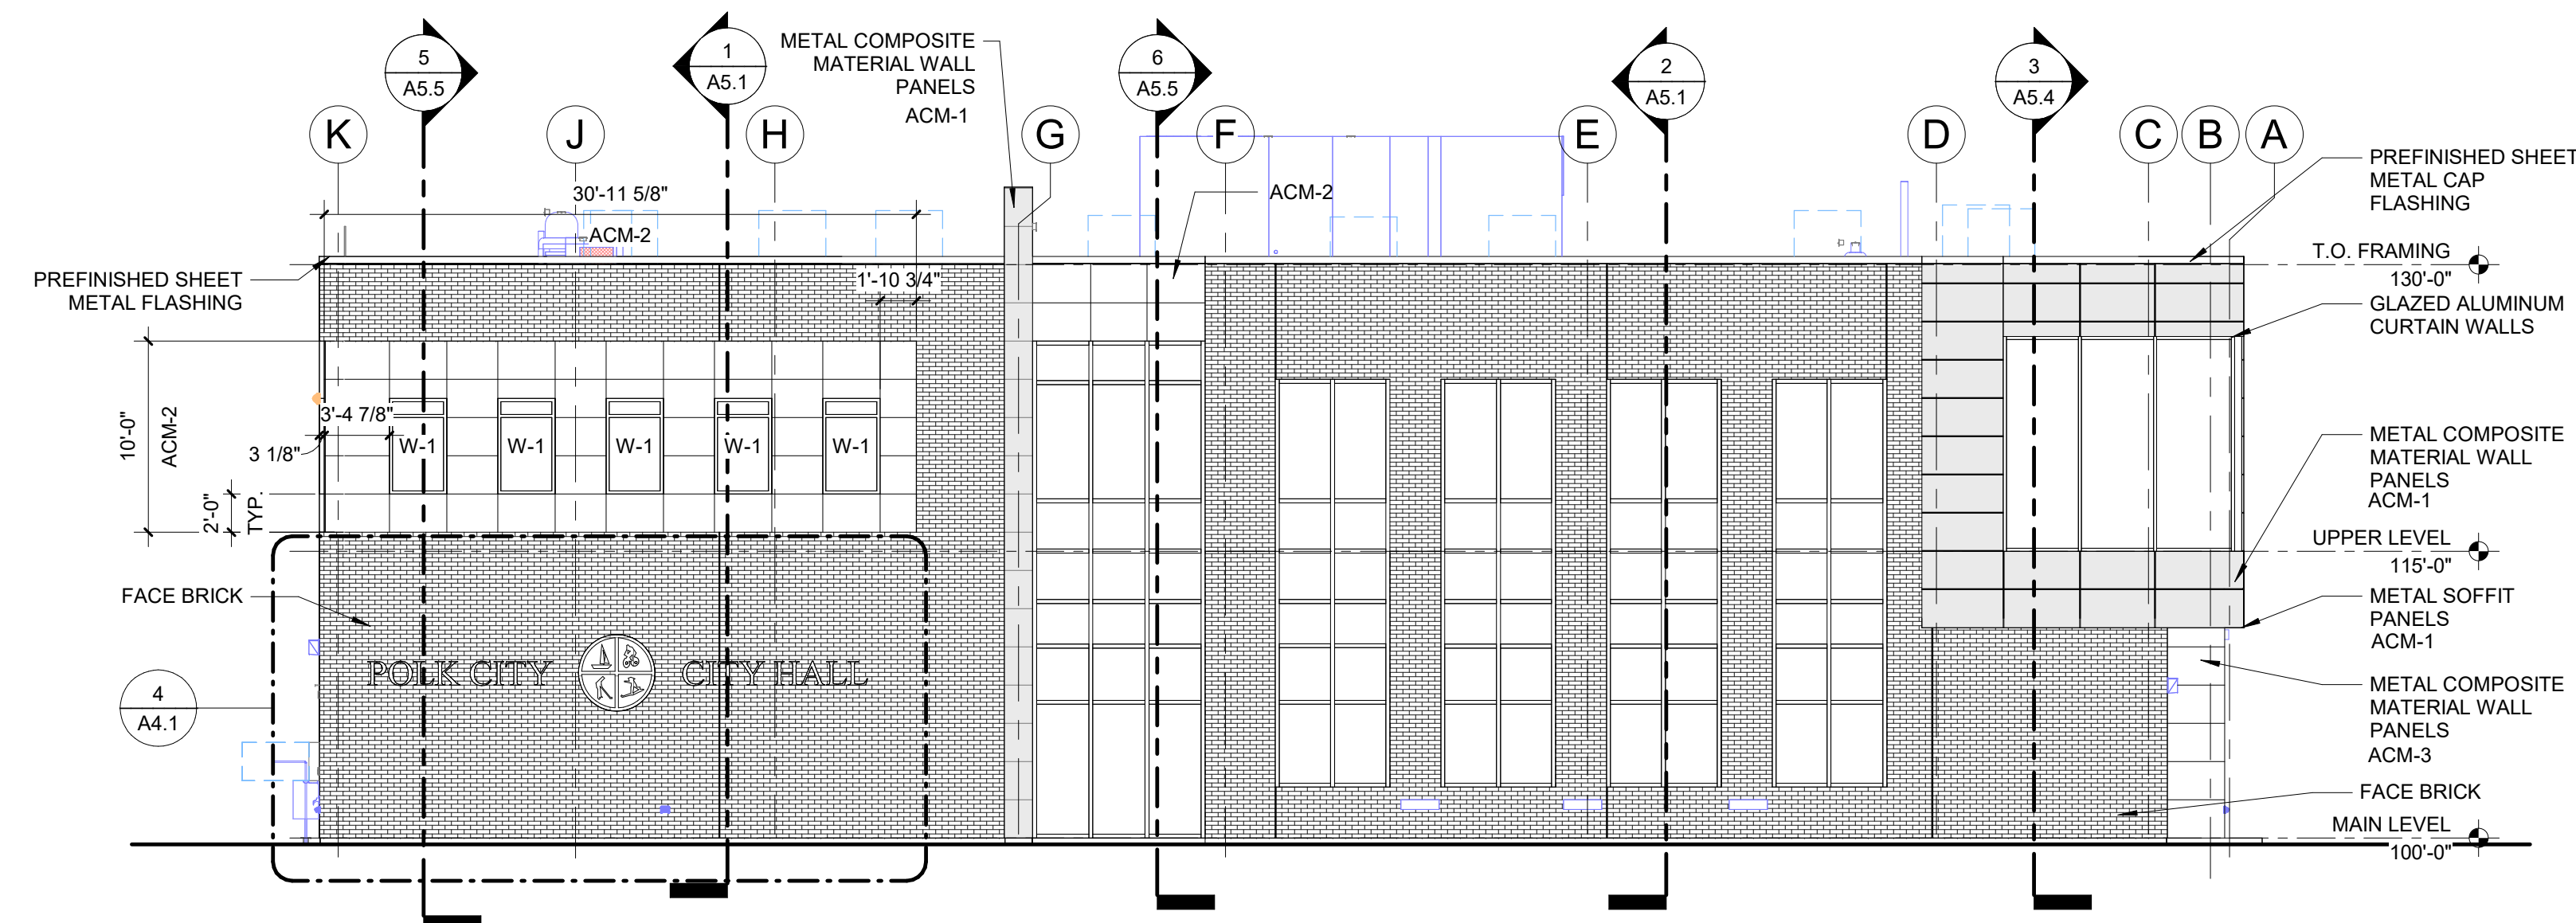 5
A5.5
1
A5.1
METAL COMPOSITE
MATERIAL WALL
PANELS
ACM-1
6
A5.5
2
A5.1
3
A5.4
K
J
H
G
F
E
D
C
B
A
30'-11 5/8"
ACM-2
ACM-2
1'-10 3/4"
PREFINISHED SHEET
METAL FLASHING
PREFINISHED SHEET
METAL CAP
FLASHING
T.O. FRAMING
130'-0"
GLAZED ALUMINUM
CURTAIN WALLS
10'-0"
ACM-2
3'-4 7/8"
3 1/8"
2'-0"
TYP.
W-1
W-1
W-1
W-1
W-1
METAL COMPOSITE
MATERIAL WALL
PANELS
ACM-1
UPPER LEVEL
115'-0"
FACE BRICK
METAL SOFFIT
PANELS
ACM-1
POLK CITY CITY HALL
4
A4.1
METAL COMPOSITE
MATERIAL WALL
PANELS
ACM-3
FACE BRICK
MAIN LEVEL
100'-0"